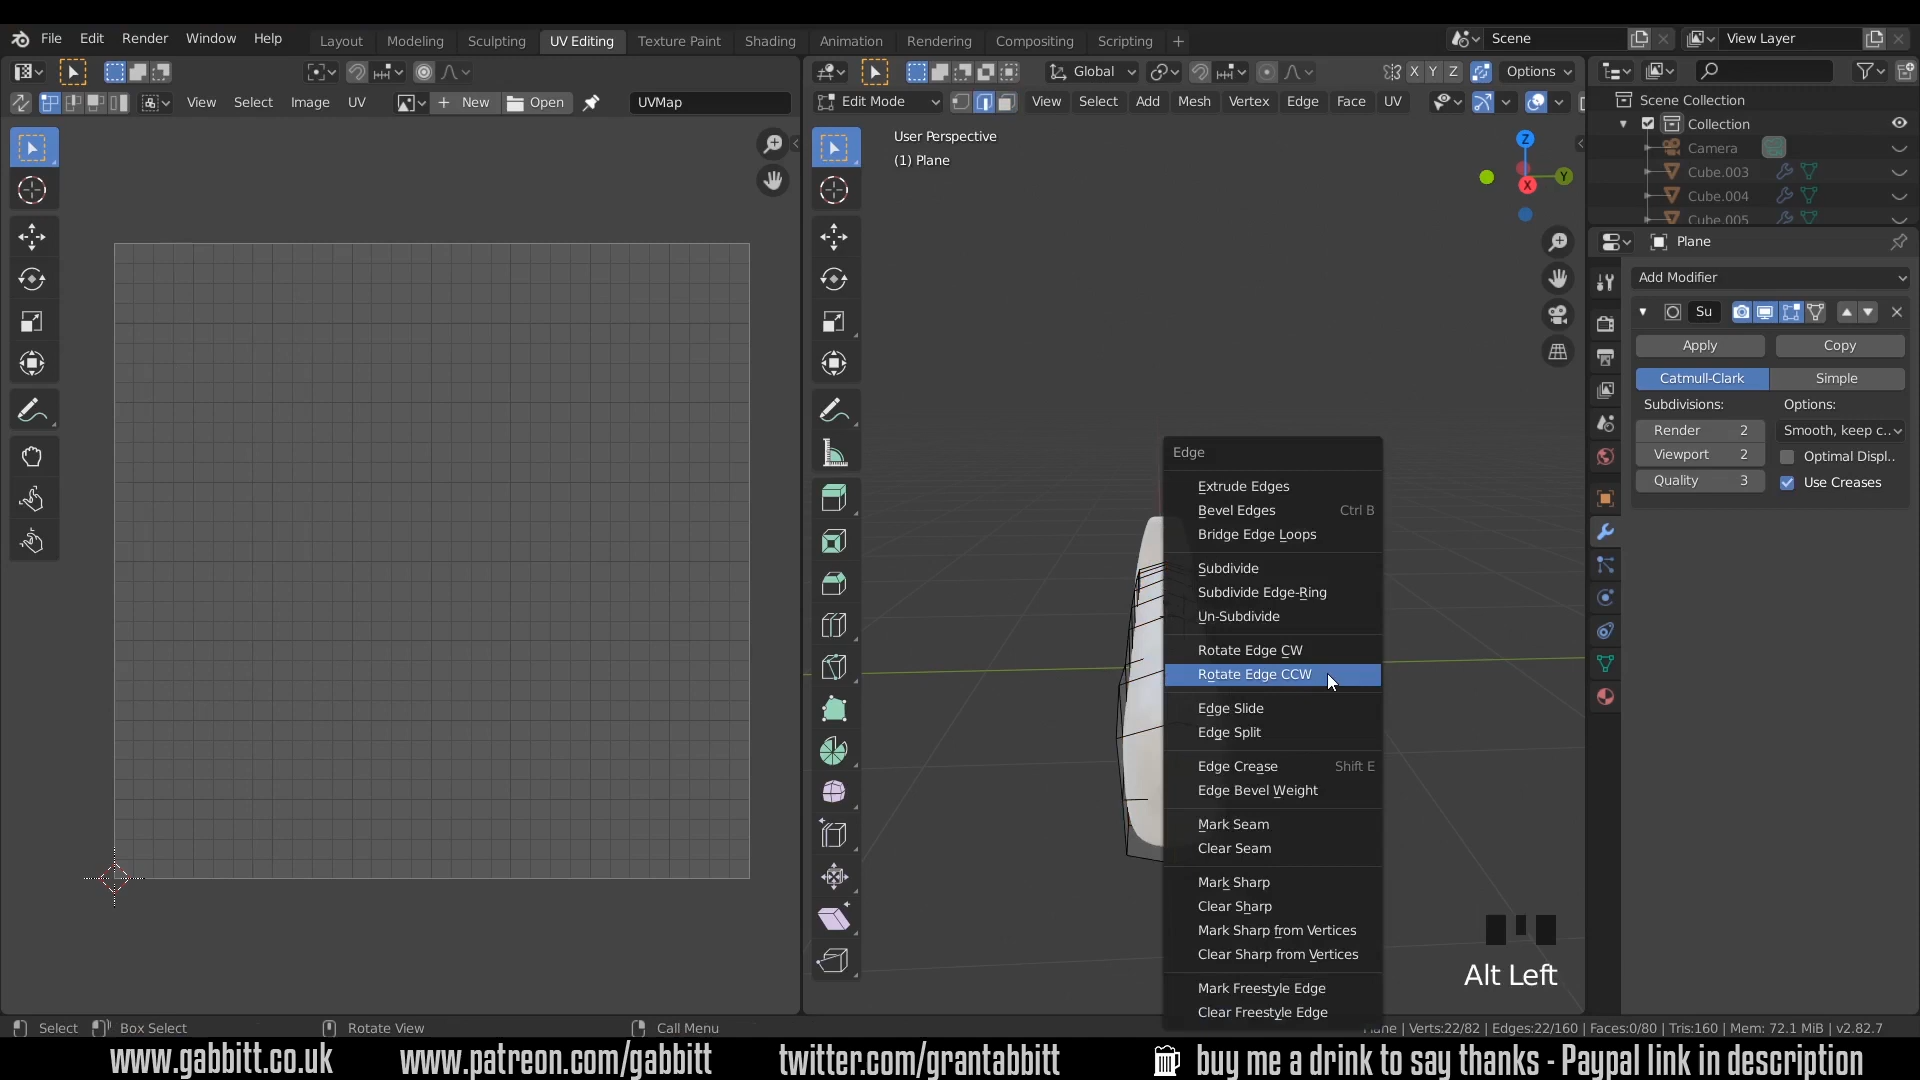 File Edit Render Window Help
Layout Modeling Sculpting UV Editing Texture Paint Shading Animation Rendering Compositing Scripting +
Scene
View Layer
Global
X Y Z
Options
View Select Image UV
New
Open
UVMap
Edit Mode
View Select Add Mesh Vertex Edge Face UV
User Perspective
(1) Plane
Z
Y
X
Scene Collection
Collection
Camera
Cube.003
Cube.004
Cube.005
Plane
Add Modifier
Su
Apply
Copy
Catmull-Clark
Simple
Subdivisions:
Options:
Render 2
Smooth, keep c..
Viewport 2
Optimal Displ..
Quality 3
Use Creases
Edge
Extrude Edges
Bevel Edges Ctrl B
Bridge Edge Loops
Subdivide
Subdivide Edge-Ring
Un-Subdivide
Rotate Edge CW
Rotate Edge CCW
Edge Slide
Edge Split
Edge Crease Shift E
Edge Bevel Weight
Mark Seam
Clear Seam
Mark Sharp
Clear Sharp
Mark Sharp from Vertices
Clear Sharp from Vertices
Mark Freestyle Edge
Clear Freestyle Edge
Alt Left
Select
Box Select
Rotate View
Call Menu
| Verts:22/82 | Edges:22/160 | Faces:0/80 | Tris:160 | Mem: 72.1 MiB | v2.82.7
www.gabbitt.co.uk
www.patreon.com/gabbitt
twitter.com/grantabbitt
buy me a drink to say thanks - Paypal link in description